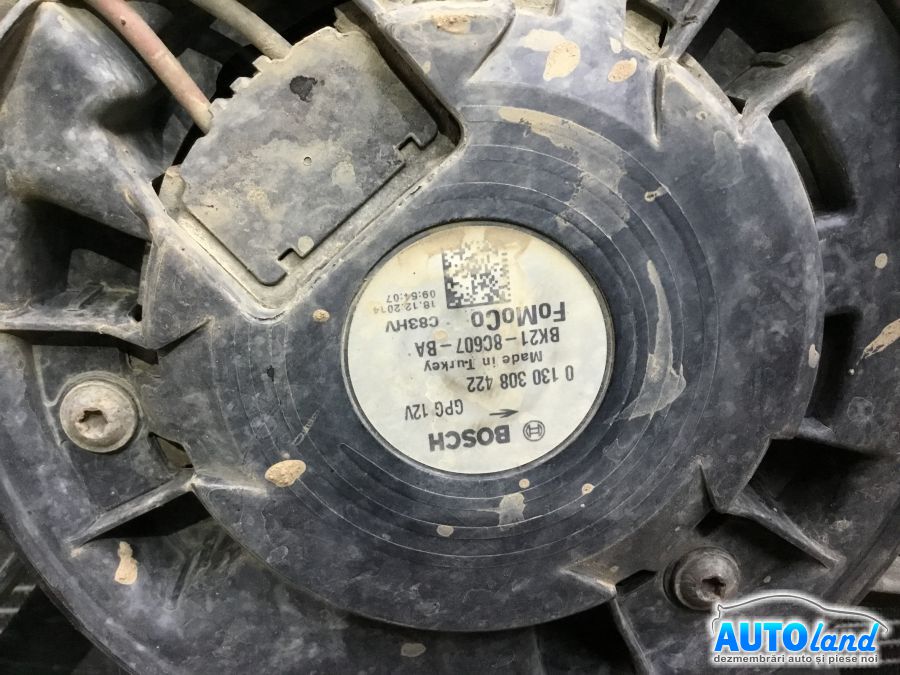 BOSCH
GPG 12V
0 130 308 422
Made in Turkey
BK21-8C607-BA
FoMoCo C83HV
18.12.2014
09:54:07
AUTOland
dezmembrări auto și piese noi